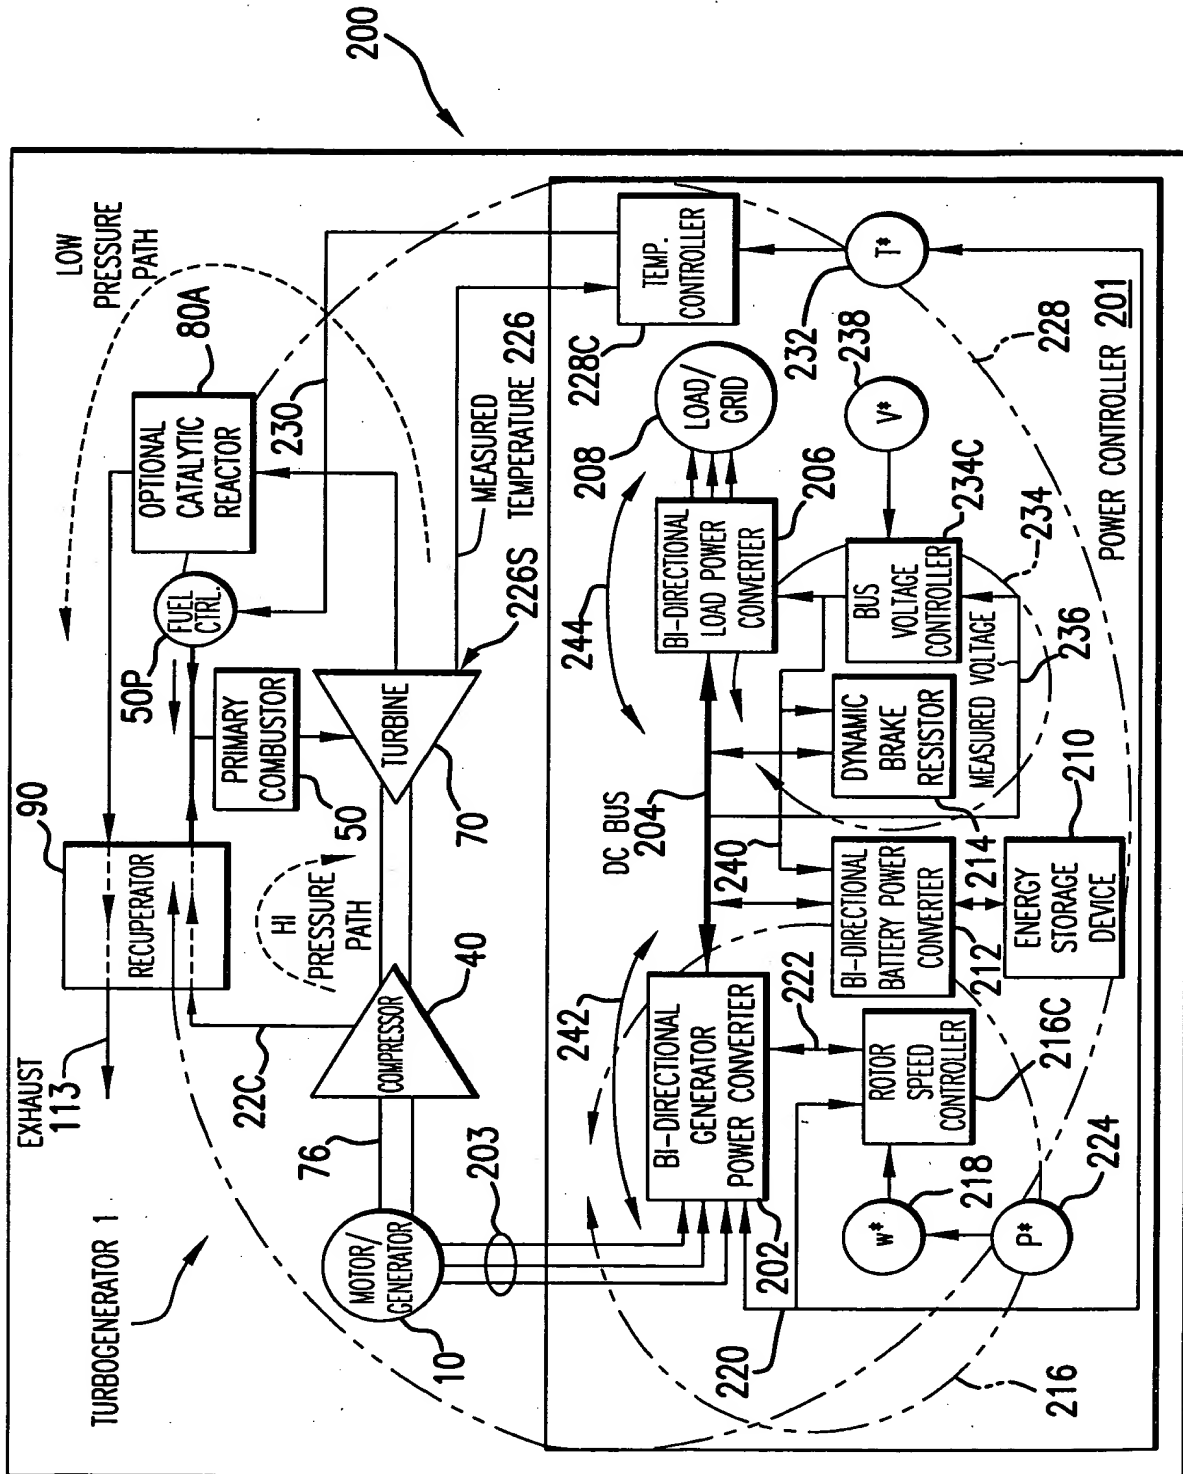 200
TURBOGENERATOR 1
EXHAUST
113
90
RECUPERATOR
22C
HI
PRESSURE
PATH
LOW
PRESSURE
PATH
80A
OPTIONAL
CATALYTIC
REACTOR
50P
FUEL
CTRL.
230
PRIMARY
COMBUSTOR
50
MOTOR/
GENERATOR
10
76
203
COMPRESSOR
40
TURBINE
70
226S
MEASURED
TEMPERATURE 226
TEMP.
CONTROLLER
228C
242
BI-DIRECTIONAL
GENERATOR
POWER CONVERTER
202
DC BUS
204
244
BI-DIRECTIONAL
LOAD POWER
CONVERTER
206
LOAD/
GRID
208
T*
232
V*
238
220
222
ROTOR
SPEED
CONTROLLER
216C
w*
218
P*
224
216
240
BI-DIRECTIONAL
BATTERY POWER
CONVERTER
212
ENERGY
STORAGE
DEVICE
210
DYNAMIC
BRAKE
RESISTOR
214
BUS
VOLTAGE
CONTROLLER
234C
234
MEASURED VOLTAGE
236
228
POWER CONTROLLER 201